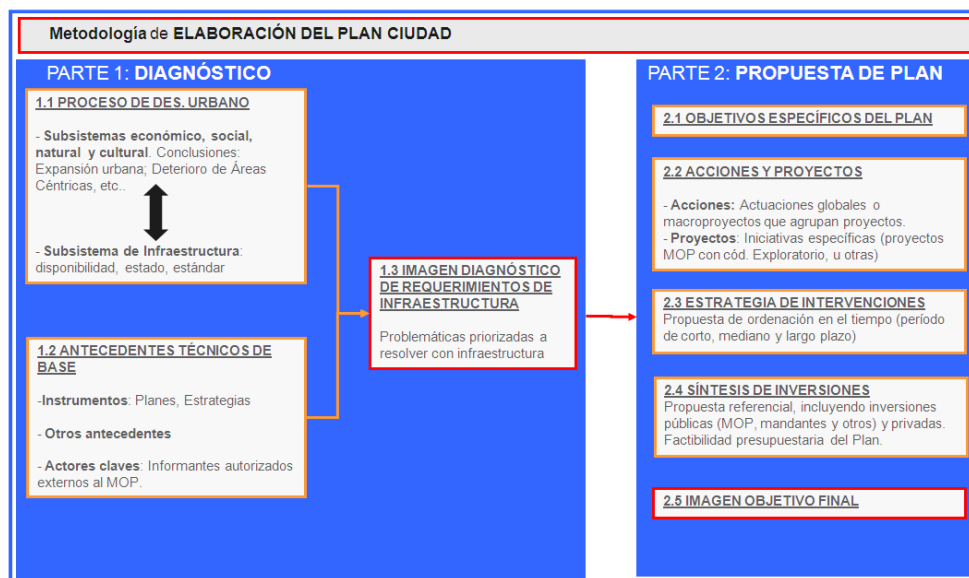 Metodología de ELABORACIÓN DEL PLAN CIUDAD
PARTE 1: DIAGNÓSTICO
1.1 PROCESO DE DES. URBANO
- Subsistemas económico, social,
natural y cultural. Conclusiones:
Expansión urbana; Deterioro de Áreas
Céntricas, etc..
- Subsistema de Infraestructura:
disponibilidad, estado, estándar
1.2 ANTECEDENTES TÉCNICOS DE
BASE
-Instrumentos: Planes, Estrategias
- Otros antecedentes
- Actores claves: Informantes autorizados
externos al MOP.
1.3 IMAGEN DIAGNÓSTICO
DE REQUERIMIENTOS DE
INFRAESTRUCTURA
Problemáticas priorizadas a
resolver con infraestructura
PARTE 2: PROPUESTA DE PLAN
2.1 OBJETIVOS ESPECÍFICOS DEL PLAN
2.2 ACCIONES Y PROYECTOS
- Acciones: Actuaciones globales o
macroproyectos que agrupan proyectos.
- Proyectos: Iniciativas específicas (proyectos
MOP con cód. Exploratorio, u otras)
2.3 ESTRATEGIA DE INTERVENCIONES
Propuesta de ordenación en el tiempo (período
de corto, mediano y largo plazo)
2.4 SÍNTESIS DE INVERSIONES
Propuesta referencial, incluyendo inversiones
públicas (MOP, mandantes y otros) y privadas.
Factibilidad presupuestaria del Plan.
2.5 IMAGEN OBJETIVO FINAL